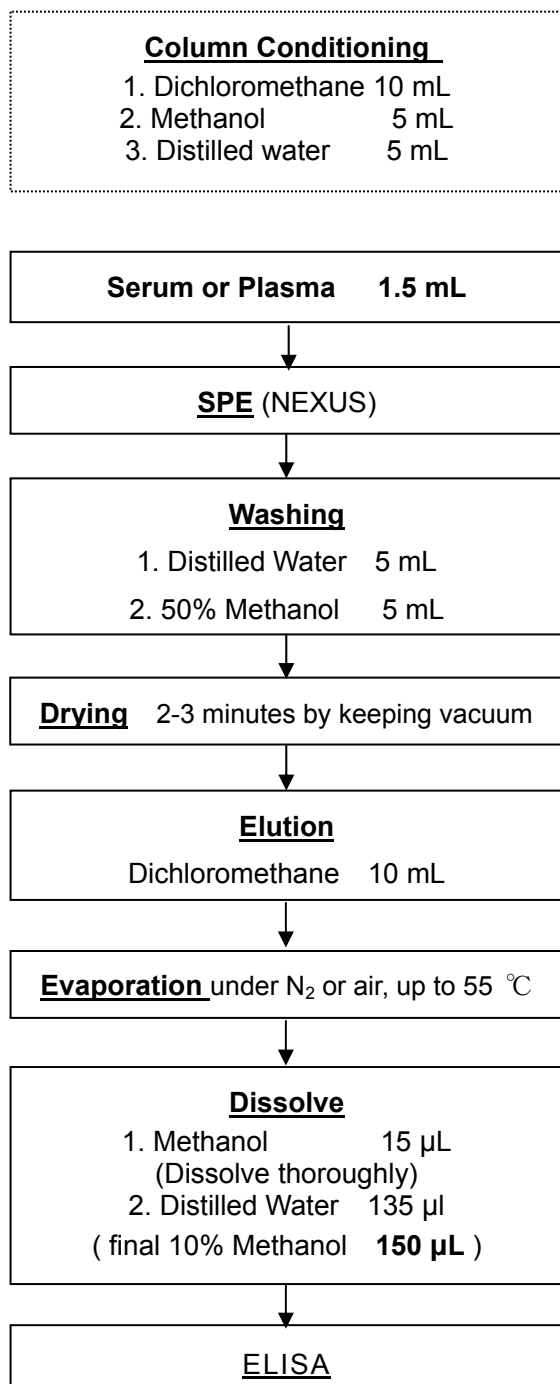 Column Conditioning
1. Dichloromethane 10 mL
2. Methanol 5 mL
3. Distilled water 5 mL
Serum or Plasma 1.5 mL
SPE (NEXUS)
Washing
1. Distilled Water 5 mL
2. 50% Methanol 5 mL
Drying 2-3 minutes by keeping vacuum
Elution
Dichloromethane 10 mL
Evaporation under N₂ or air, up to 55 ℃
Dissolve
1. Methanol 15 µL
(Dissolve thoroughly)
2. Distilled Water 135 µl
( final 10% Methanol 150 µL )
ELISA